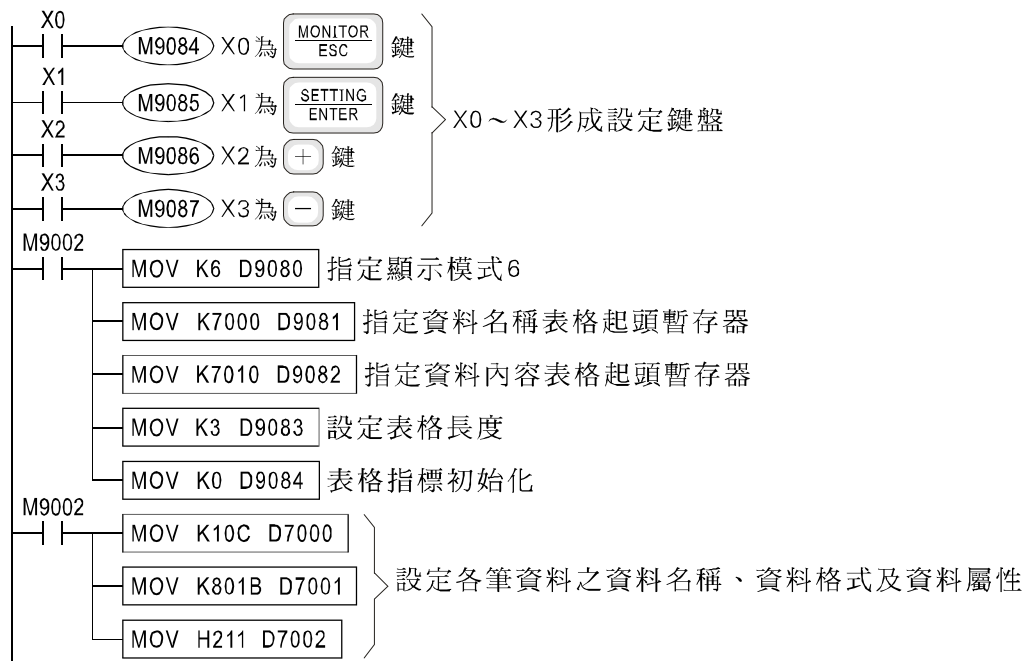 X0
M9084 X0為 MONITOR ESC 鍵
X1
M9085 X1為 SETTING ENTER 鍵
X0～X3形成設定鍵盤
X2
M9086 X2為 + 鍵
X3
M9087 X3為 − 鍵
M9002
MOV K6 D9080 指定顯示模式6
MOV K7000 D9081 指定資料名稱表格起頭暫存器
MOV K7010 D9082 指定資料內容表格起頭暫存器
MOV K3 D9083 設定表格長度
MOV K0 D9084 表格指標初始化
M9002
MOV K10C D7000
MOV K801B D7001 設定各筆資料之資料名稱、資料格式及資料屬性
MOV H211 D7002